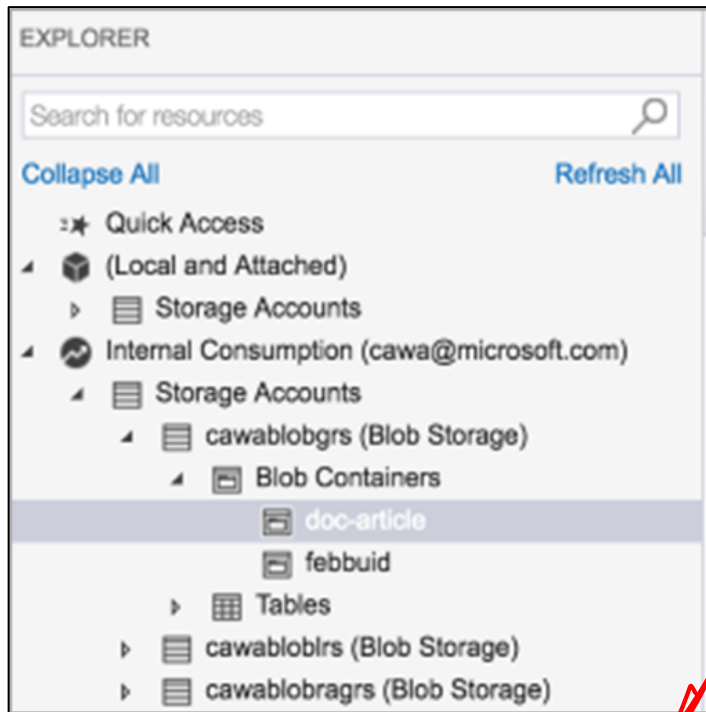 EXPLORER
Search for resources
Collapse All Refresh All
Quick Access
(Local and Attached)
Storage Accounts
Internal Consumption (cawa@microsoft.com)
Storage Accounts
cawablobgrs (Blob Storage)
Blob Containers
doc-article
febbuid
Tables
cawabloblrs (Blob Storage)
cawablobragrs (Blob Storage)